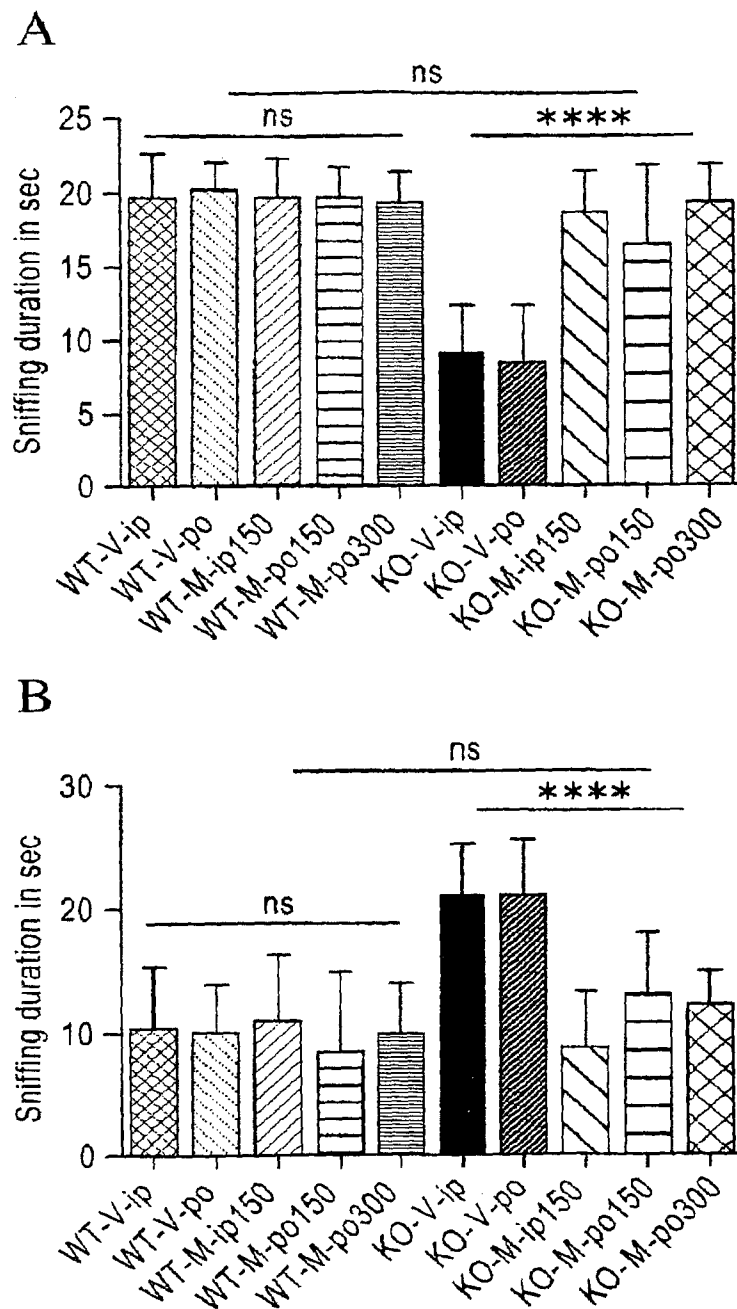 A
ns
ns
****
Sniffing duration in sec
25
20
15
10
5
0
WT-V-ip
WT-V-po
WT-M-ip150
WT-M-po150
WT-M-po300
KO-V-ip
KO-V-po
KO-M-ip150
KO-M-po150
KO-M-po300
B
ns
****
ns
Sniffing duration in sec
30
20
10
0
WT-V-ip
WT-V-po
WT-M-ip150
WT-M-po150
WT-M-po300
KO-V-ip
KO-V-po
KO-M-ip150
KO-M-po150
KO-M-po300